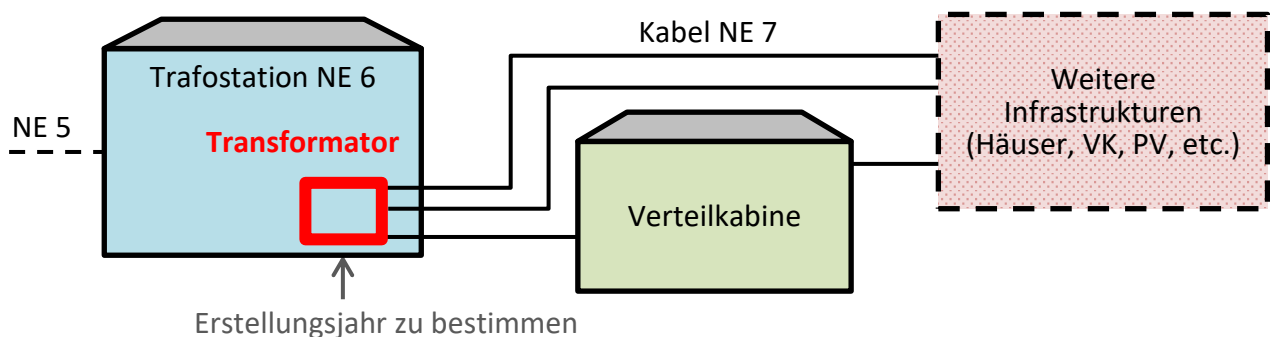 Kabel NE 7
Trafostation NE 6
NE 5
Transformator
Weitere
Infrastrukturen
(Häuser, VK, PV, etc.)
Verteilkabine
Erstellungsjahr zu bestimmen